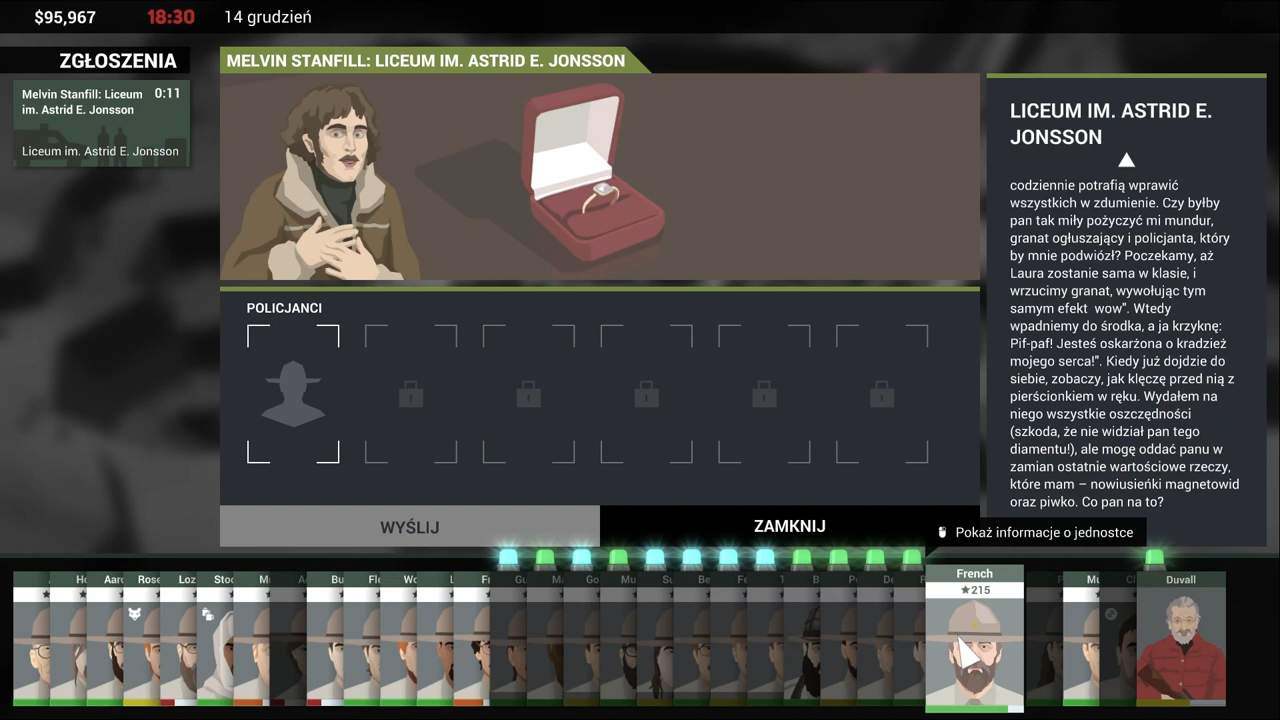 $95,967
18:30
14 grudzień
ZGŁOSZENIA
Melvin Stanfill: Liceum
im. Astrid E. Jonsson
0:11
Liceum im. Astrid E. Jonsson
MELVIN STANFILL: LICEUM IM. ASTRID E. JONSSON
POLICJANCI
WYŚLIJ
ZAMKNIJ
LICEUM IM. ASTRID E.
JONSSON
codziennie potrafią wprawić
wszystkich w zdumienie. Czy byłby
pan tak miły pożyczyć mi mundur,
granat ogłuszający i policjanta, który
by mnie podwiózł? Poczekamy, aż
Laura zostanie sama w klasie, i
wrzucimy granat, wywołując tym
samym efekt  wow". Wtedy
wpadniemy do środka, a ja krzyknę:
Pif-paf! Jesteś oskarżona o kradzież
mojego serca!". Kiedy już dojdzie do
siebie, zobaczy, jak klęczę przed nią z
pierścionkiem w ręku. Wydałem na
niego wszystkie oszczędności
(szkoda, że nie widział pan tego
diamentu!), ale mogę oddać panu w
zamian ostatnie wartościowe rzeczy,
które mam – nowiusieńki magnetowid
oraz piwko. Co pan na to?
Pokaż informacje o jednostce
French
★215
Duvall